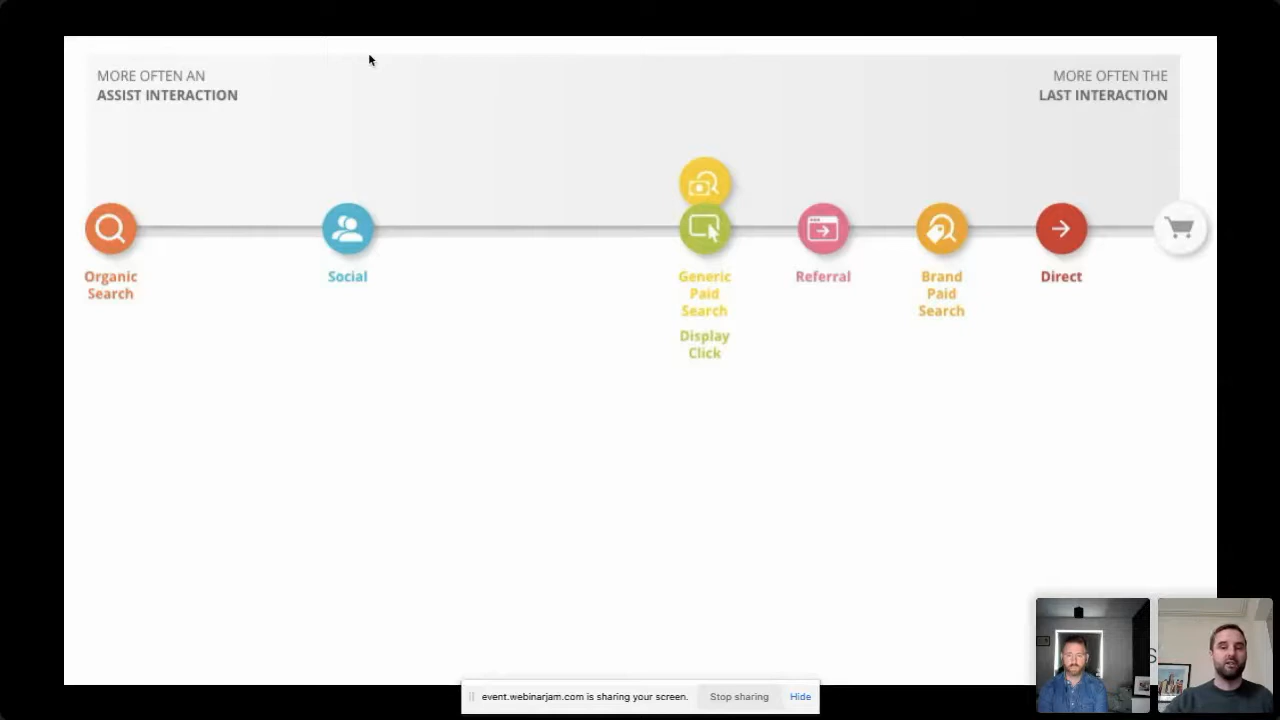 MORE OFTEN AN
ASSIST INTERACTION
MORE OFTEN THE
LAST INTERACTION
Organic
Search
Social
Generic
Paid
Search
Display
Click
Referral
Brand
Paid
Search
Direct
event.webinarjam.com is sharing your screen.
Stop sharing
Hide